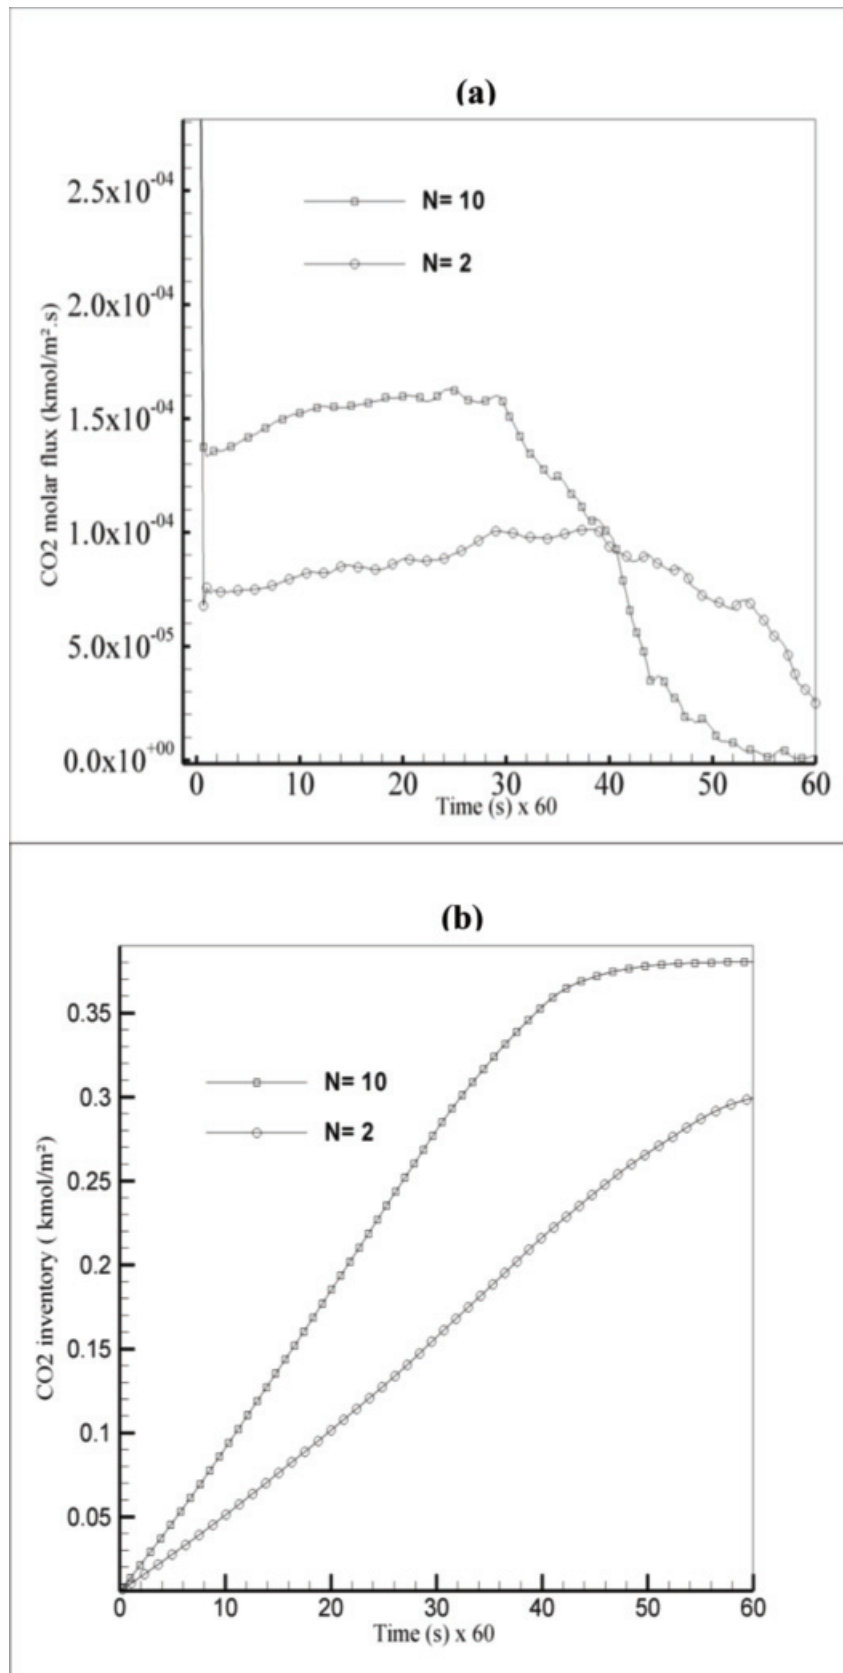 (a)
2.5x10⁻⁰⁴
2.0x10⁻⁰⁴
1.5x10⁻⁰⁴
1.0x10⁻⁰⁴
5.0x10⁻⁰⁵
0.0x10⁺⁰⁰
CO2 molar flux (kmol/m².s)
N= 10
N= 2
0 10 20 30 40 50 60
Time (s) x 60
(b)
0.35
0.3
0.25
0.2
0.15
0.1
0.05
CO2 inventory ( kmol/m²)
N= 10
N= 2
0 10 20 30 40 50 60
Time (s) x 60